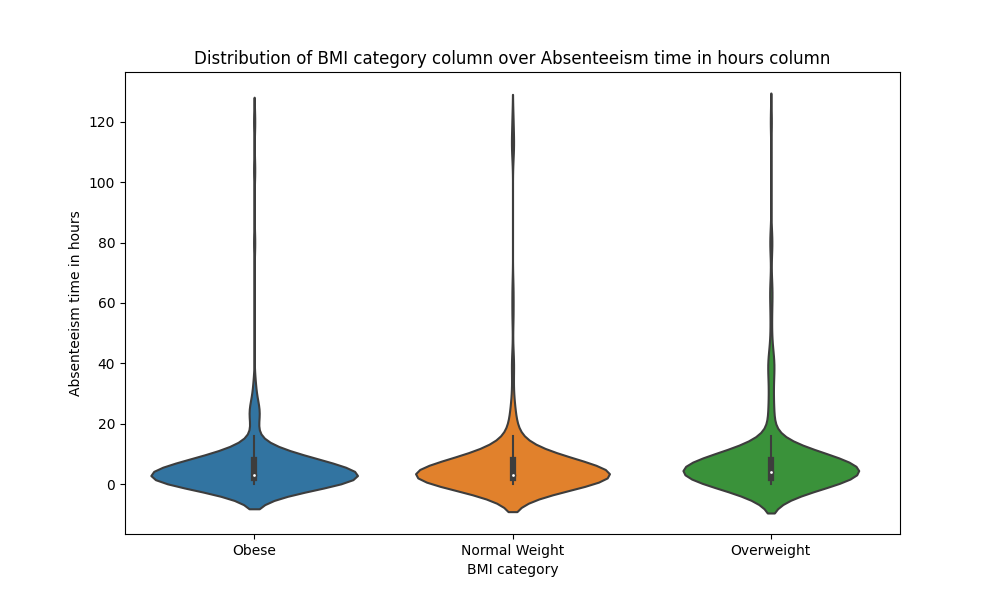 Distribution of BMI category column over Absenteeism time in hours column
Absenteeism time in hours
120
100
80
60
40
20
0
Obese
Normal Weight
Overweight
BMI category